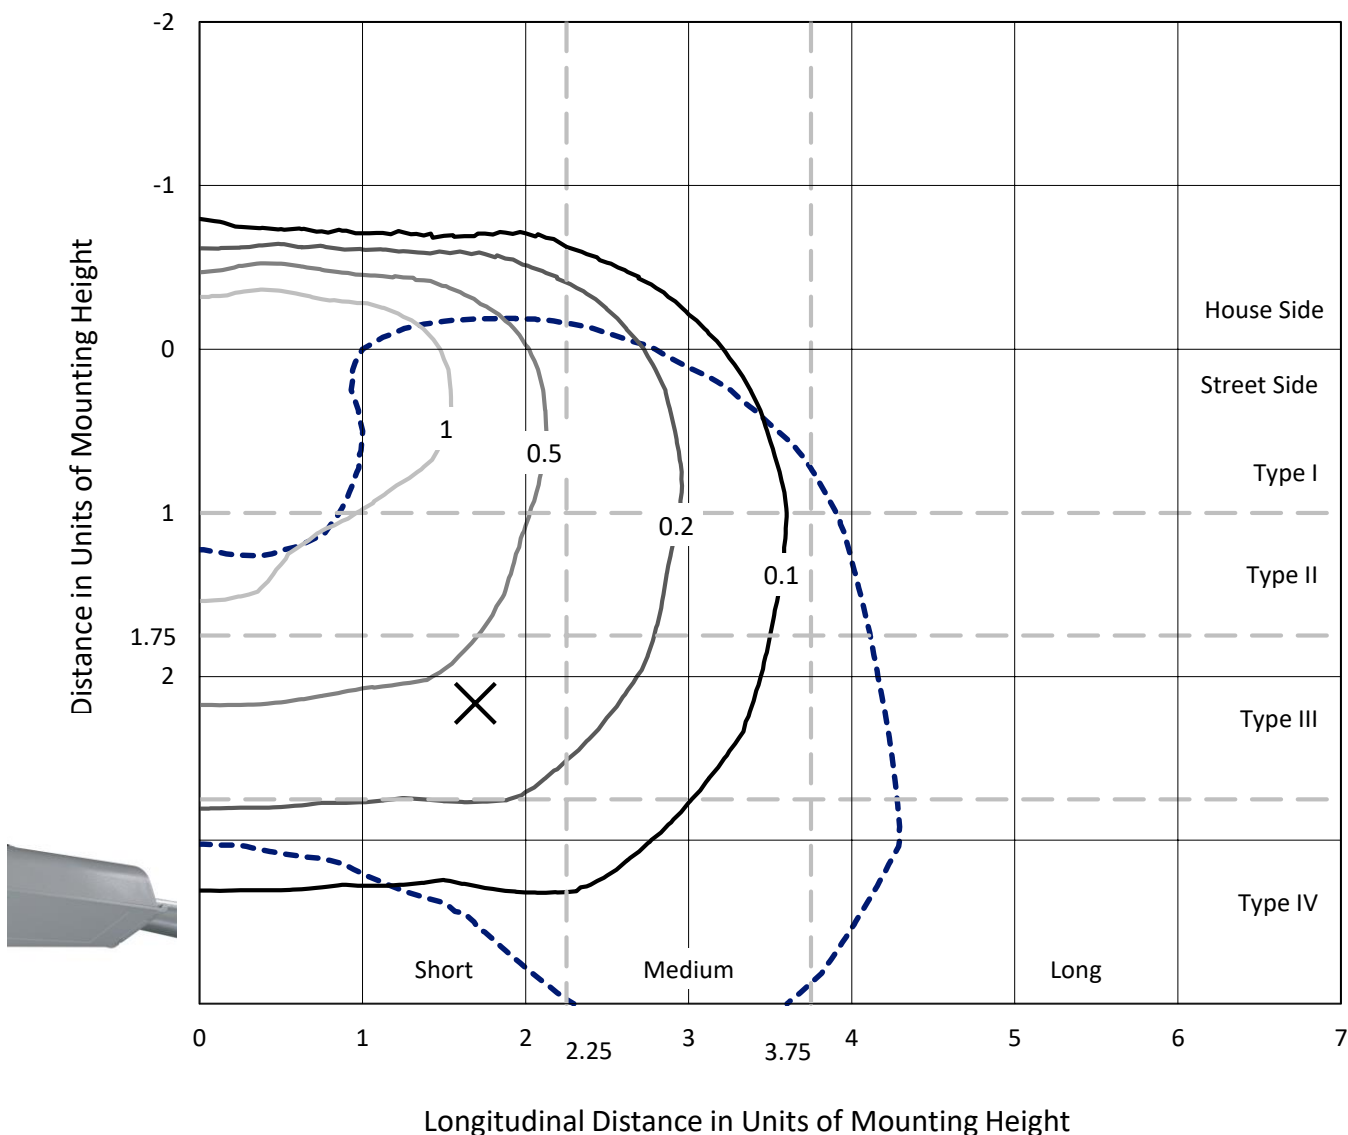 -2
-1
0
1
1.75
2
Distance in Units of Mounting Height
House Side
Street Side
Type I
Type II
Type III
Type IV
1
0.5
0.2
0.1
Short
Medium
Long
0
1
2
2.25
3
3.75
4
5
6
7
Longitudinal Distance in Units of Mounting Height